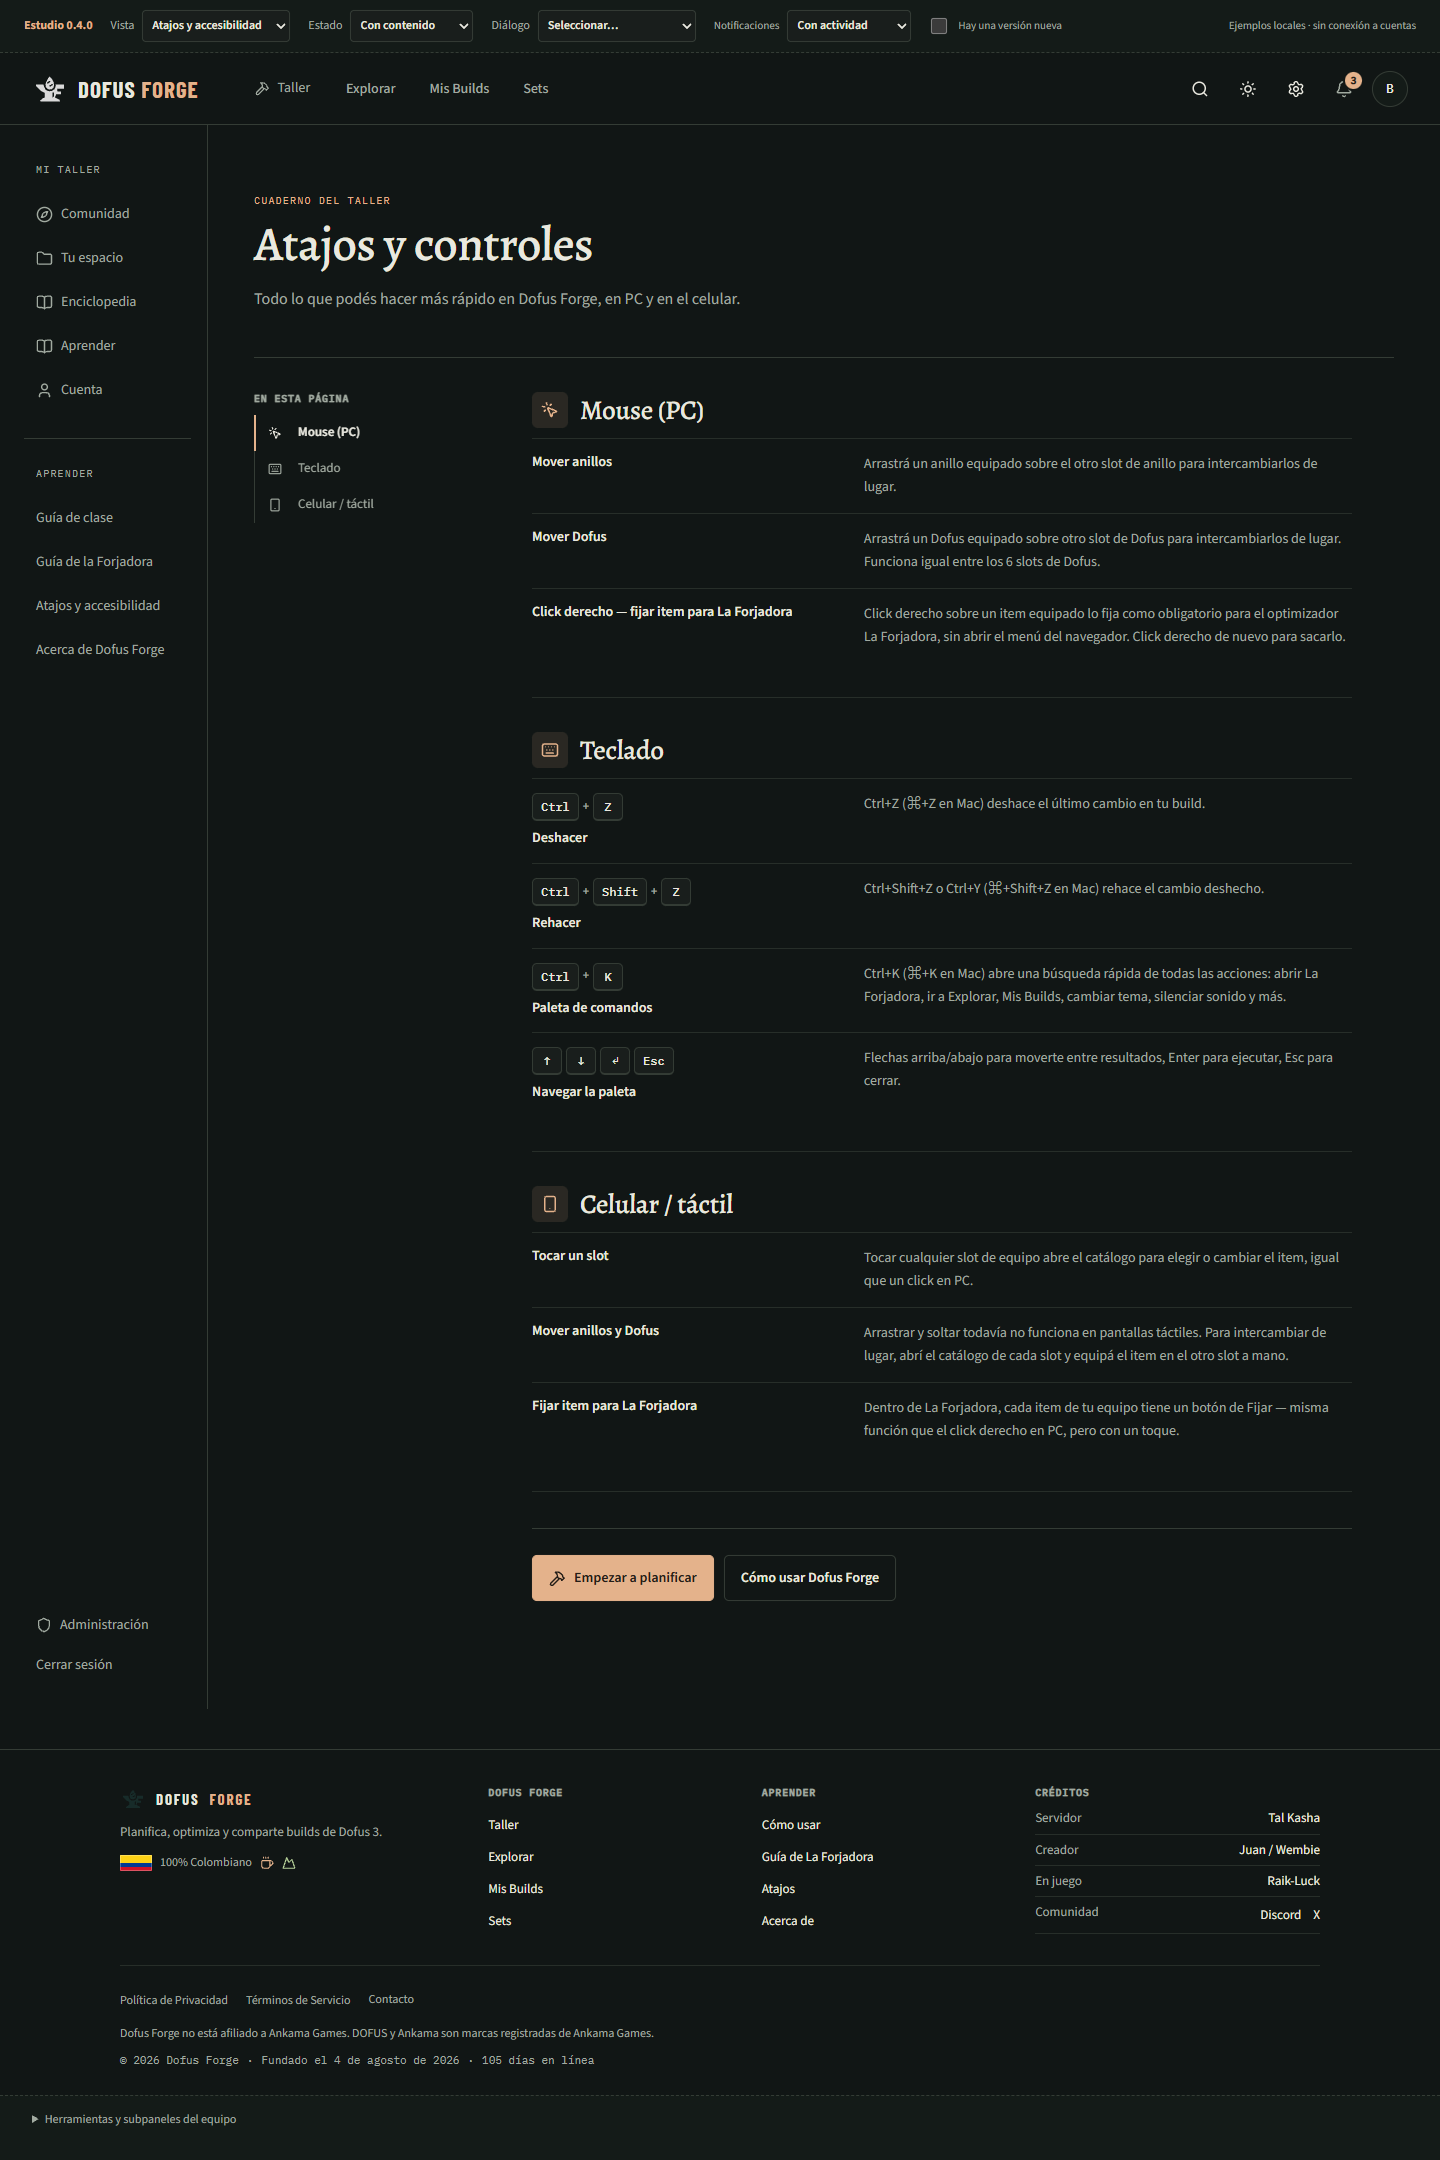 Estudio 0.4.0 Vista Atajos y accesibilidad Estado Con contenido Diálogo Seleccionar... Notificaciones Con actividad Hay una versión nueva Ejemplos locales · sin conexión a cuentas
DOFUS FORGE Taller Explorar Mis Builds Sets 3 B
MI TALLER
Comunidad
Tu espacio
Enciclopedia
Aprender
Cuenta
APRENDER
Guía de clase
Guía de la Forjadora
Atajos y accesibilidad
Acerca de Dofus Forge
Administración
Cerrar sesión
CUADERNO DEL TALLER
Atajos y controles
Todo lo que podés hacer más rápido en Dofus Forge, en PC y en el celular.
EN ESTA PÁGINA
Mouse (PC)
Teclado
Celular / táctil
Mouse (PC)
Mover anillos
Arrastrá un anillo equipado sobre el otro slot de anillo para intercambiarlos de
lugar.
Mover Dofus
Arrastrá un Dofus equipado sobre otro slot de Dofus para intercambiarlos de lugar.
Funciona igual entre los 6 slots de Dofus.
Click derecho — fijar item para La Forjadora
Click derecho sobre un item equipado lo fija como obligatorio para el optimizador
La Forjadora, sin abrir el menú del navegador. Click derecho de nuevo para sacarlo.
Teclado
Ctrl + Z
Deshacer
Ctrl+Z (⌘+Z en Mac) deshace el último cambio en tu build.
Ctrl + Shift + Z
Rehacer
Ctrl+Shift+Z o Ctrl+Y (⌘+Shift+Z en Mac) rehace el cambio deshecho.
Ctrl + K
Paleta de comandos
Ctrl+K (⌘+K en Mac) abre una búsqueda rápida de todas las acciones: abrir La
Forjadora, ir a Explorar, Mis Builds, cambiar tema, silenciar sonido y más.
↑ ↓ ↵ Esc
Navegar la paleta
Flechas arriba/abajo para moverte entre resultados, Enter para ejecutar, Esc para
cerrar.
Celular / táctil
Tocar un slot
Tocar cualquier slot de equipo abre el catálogo para elegir o cambiar el item, igual
que un click en PC.
Mover anillos y Dofus
Arrastrar y soltar todavía no funciona en pantallas táctiles. Para intercambiar de
lugar, abrí el catálogo de cada slot y equipá el item en el otro slot a mano.
Fijar item para La Forjadora
Dentro de La Forjadora, cada item de tu equipo tiene un botón de Fijar — misma
función que el click derecho en PC, pero con un toque.
Empezar a planificar
Cómo usar Dofus Forge
DOFUS FORGE
Planifica, optimiza y comparte builds de Dofus 3.
100% Colombiano
DOFUS FORGE
Taller
Explorar
Mis Builds
Sets
APRENDER
Cómo usar
Guía de La Forjadora
Atajos
Acerca de
CRÉDITOS
Servidor Tal Kasha
Creador Juan / Wembie
En juego Raik-Luck
Comunidad Discord X
Política de Privacidad Términos de Servicio Contacto
Dofus Forge no está afiliado a Ankama Games. DOFUS y Ankama son marcas registradas de Ankama Games.
© 2026 Dofus Forge · Fundado el 4 de agosto de 2026 · 105 días en línea
Herramientas y subpaneles del equipo